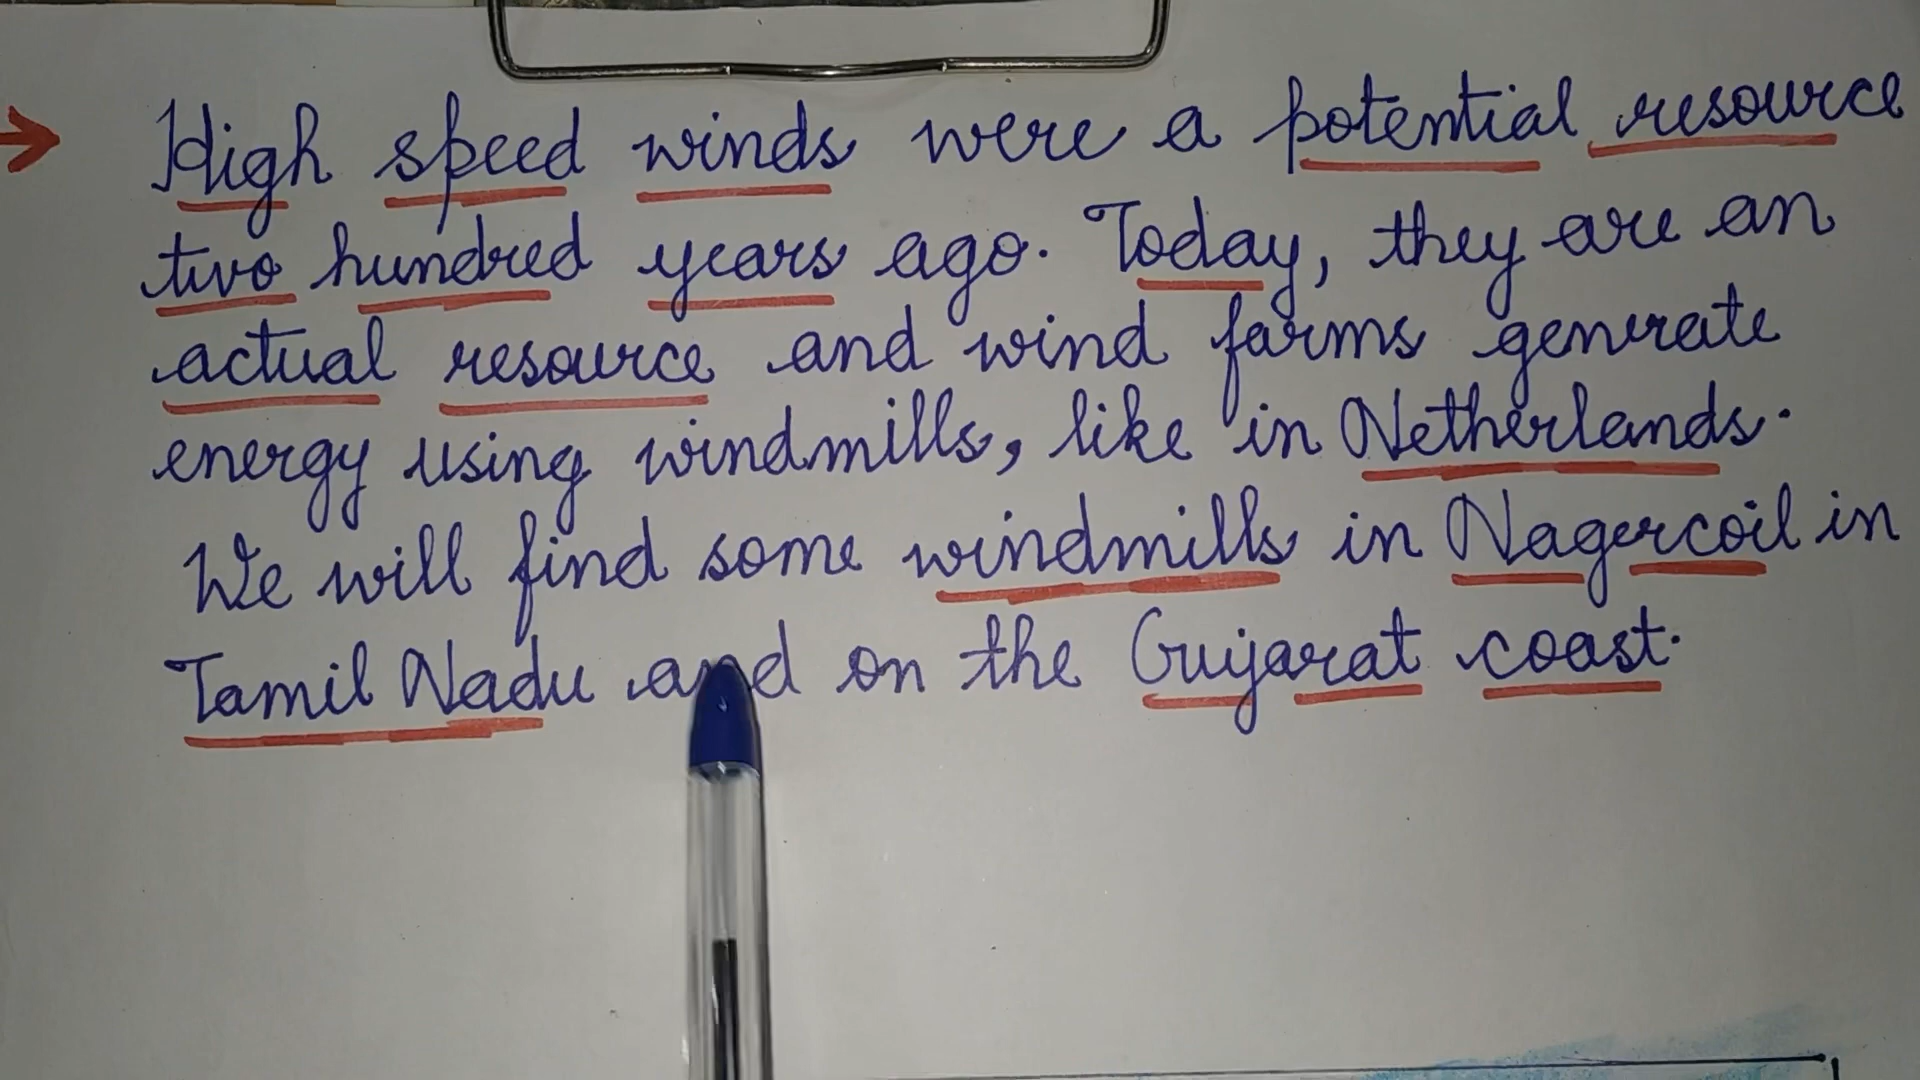 High speed winds were a potential resource
two hundred years ago. Today, they are an
actual resource and wind farms generate
energy using windmills, like in Netherlands.
We will find some windmills in Nagercoil in
Tamil Nadu and on the Gujarat coast.